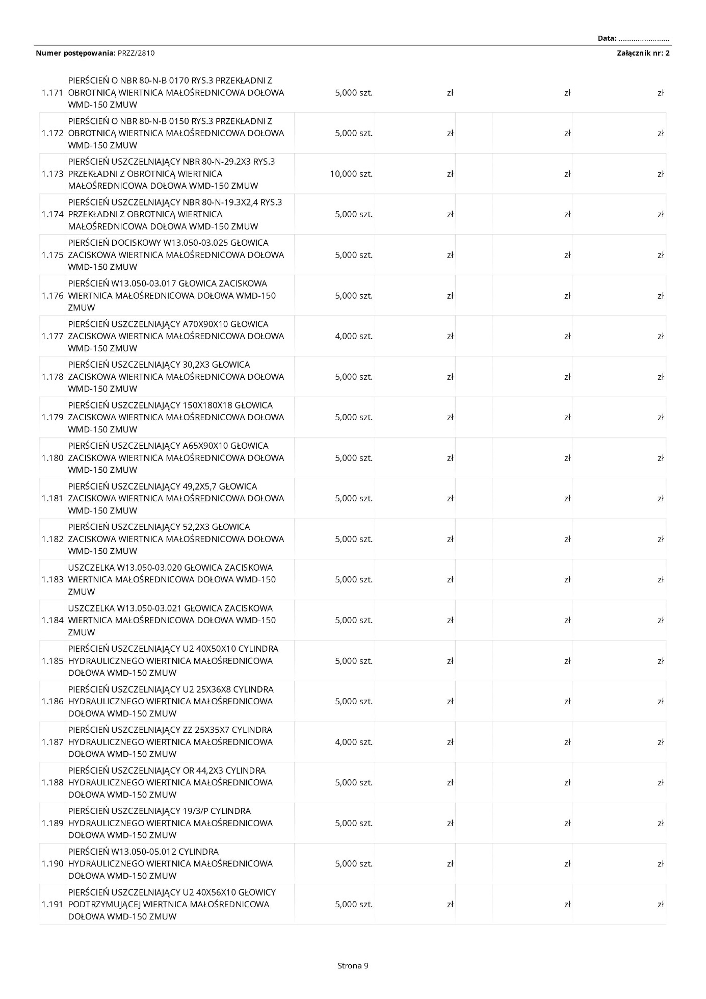 Data: ........................
Numer postępowania: PRZZ/2810 Załącznik nr: 2
PIERŚCIEŃ O NBR 80-N-B 0170 RYS.3 PRZEKŁADNI Z
1.171 OBROTNICĄ WIERTNICA MAŁOŚREDNICOWA DOŁOWA 5,000 szt. zł zł zł
WMD-150 ZMUW
PIERŚCIEŃ O NBR 80-N-B 0150 RYS.3 PRZEKŁADNI Z
1.172 OBROTNICĄ WIERTNICA MAŁOŚREDNICOWA DOŁOWA 5,000 szt. zł zł zł
WMD-150 ZMUW
PIERŚCIEŃ USZCZELNIAJĄCY NBR 80-N-29.2X3 RYS.3
1.173 PRZEKŁADNI Z OBROTNICĄ WIERTNICA 10,000 szt. zł zł zł
MAŁOŚREDNICOWA DOŁOWA WMD-150 ZMUW
PIERŚCIEŃ USZCZELNIAJĄCY NBR 80-N-19.3X2,4 RYS.3
1.174 PRZEKŁADNI Z OBROTNICĄ WIERTNICA 5,000 szt. zł zł zł
MAŁOŚREDNICOWA DOŁOWA WMD-150 ZMUW
PIERŚCIEŃ DOCISKOWY W13.050-03.025 GŁOWICA
1.175 ZACISKOWA WIERTNICA MAŁOŚREDNICOWA DOŁOWA 5,000 szt. zł zł zł
WMD-150 ZMUW
PIERŚCIEŃ W13.050-03.017 GŁOWICA ZACISKOWA
1.176 WIERTNICA MAŁOŚREDNICOWA DOŁOWA WMD-150 5,000 szt. zł zł zł
ZMUW
PIERŚCIEŃ USZCZELNIAJĄCY A70X90X10 GŁOWICA
1.177 ZACISKOWA WIERTNICA MAŁOŚREDNICOWA DOŁOWA 4,000 szt. zł zł zł
WMD-150 ZMUW
PIERŚCIEŃ USZCZELNIAJĄCY 30,2X3 GŁOWICA
1.178 ZACISKOWA WIERTNICA MAŁOŚREDNICOWA DOŁOWA 5,000 szt. zł zł zł
WMD-150 ZMUW
PIERŚCIEŃ USZCZELNIAJĄCY 150X180X18 GŁOWICA
1.179 ZACISKOWA WIERTNICA MAŁOŚREDNICOWA DOŁOWA 5,000 szt. zł zł zł
WMD-150 ZMUW
PIERŚCIEŃ USZCZELNIAJĄCY A65X90X10 GŁOWICA
1.180 ZACISKOWA WIERTNICA MAŁOŚREDNICOWA DOŁOWA 5,000 szt. zł zł zł
WMD-150 ZMUW
PIERŚCIEŃ USZCZELNIAJĄCY 49,2X5,7 GŁOWICA
1.181 ZACISKOWA WIERTNICA MAŁOŚREDNICOWA DOŁOWA 5,000 szt. zł zł zł
WMD-150 ZMUW
PIERŚCIEŃ USZCZELNIAJĄCY 52,2X3 GŁOWICA
1.182 ZACISKOWA WIERTNICA MAŁOŚREDNICOWA DOŁOWA 5,000 szt. zł zł zł
WMD-150 ZMUW
USZCZELKA W13.050-03.020 GŁOWICA ZACISKOWA
1.183 WIERTNICA MAŁOŚREDNICOWA DOŁOWA WMD-150 5,000 szt. zł zł zł
ZMUW
USZCZELKA W13.050-03.021 GŁOWICA ZACISKOWA
1.184 WIERTNICA MAŁOŚREDNICOWA DOŁOWA WMD-150 5,000 szt. zł zł zł
ZMUW
PIERŚCIEŃ USZCZELNIAJĄCY U2 40X50X10 CYLINDRA
1.185 HYDRAULICZNEGO WIERTNICA MAŁOŚREDNICOWA 5,000 szt. zł zł zł
DOŁOWA WMD-150 ZMUW
PIERŚCIEŃ USZCZELNIAJĄCY U2 25X36X8 CYLINDRA
1.186 HYDRAULICZNEGO WIERTNICA MAŁOŚREDNICOWA 5,000 szt. zł zł zł
DOŁOWA WMD-150 ZMUW
PIERŚCIEŃ USZCZELNIAJĄCY ZZ 25X35X7 CYLINDRA
1.187 HYDRAULICZNEGO WIERTNICA MAŁOŚREDNICOWA 4,000 szt. zł zł zł
DOŁOWA WMD-150 ZMUW
PIERŚCIEŃ USZCZELNIAJĄCY OR 44,2X3 CYLINDRA
1.188 HYDRAULICZNEGO WIERTNICA MAŁOŚREDNICOWA 5,000 szt. zł zł zł
DOŁOWA WMD-150 ZMUW
PIERŚCIEŃ USZCZELNIAJĄCY 19/3/P CYLINDRA
1.189 HYDRAULICZNEGO WIERTNICA MAŁOŚREDNICOWA 5,000 szt. zł zł zł
DOŁOWA WMD-150 ZMUW
PIERŚCIEŃ W13.050-05.012 CYLINDRA
1.190 HYDRAULICZNEGO WIERTNICA MAŁOŚREDNICOWA 5,000 szt. zł zł zł
DOŁOWA WMD-150 ZMUW
PIERŚCIEŃ USZCZELNIAJĄCY U2 40X56X10 GŁOWICY
1.191 PODTRZYMUJĄCEJ WIERTNICA MAŁOŚREDNICOWA 5,000 szt. zł zł zł
DOŁOWA WMD-150 ZMUW
Strona 9